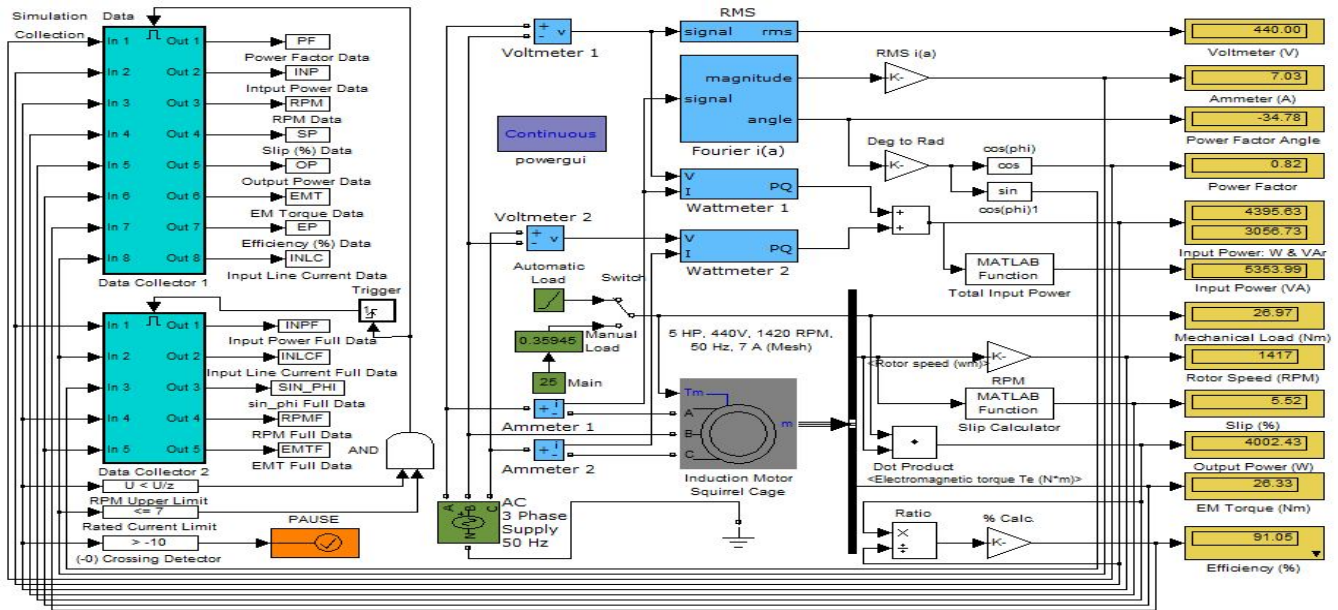 Simulation Data
Collection
In 1 Out 1
In 2 Out 2
In 3 Out 3
In 4 Out 4
In 5 Out 5
In 6 Out 6
In 7 Out 7
In 8 Out 8
Data Collector 1
PF
Power Factor Data
INP
Intput Power Data
RPM
RPM Data
SP
Slip (%) Data
OP
Output Power Data
EMT
EM Torque Data
EP
Efficiency (%) Data
INLC
Input Line Current Data
Trigger
In 1 Out 1
In 2 Out 2
In 3 Out 3
In 4 Out 4
In 5 Out 5
Data Collector 2
INPF
Input Power Full Data
INLCF
Input Line Current Full Data
SIN_PHI
sin_phi Full Data
RPMF
RPM Full Data
EMTF
EMT Full Data
AND
U < U/z
RPM Upper Limit
<= 7
Rated Current Limit
> -10
(-0) Crossing Detector
PAUSE
+ v
-
Voltmeter 1
RMS
signal rms
magnitude
signal
angle
Fourier i(a)
Continuous
powergui
RMS i(a)
K-
Deg to Rad
K-
cos(phi)
cos
sin
cos(phi)1
V PQ
I
Wattmeter 1
Voltmeter 2
+ v
-
V PQ
I
Wattmeter 2
+
+
MATLAB
Function
Total Input Power
Automatic
Load
Switch
0.35945
Manual
Load
25
Main
5 HP, 440V, 1420 RPM,
50 Hz, 7 A (Mesh)
+ i
-
Ammeter 1
+ i
-
Ammeter 2
Tm
A
B
C
m
Induction Motor
Squirrel Cage
A B C
N
AC
3 Phase
Supply
50 Hz
<Rotor speed (wm)>
K-
RPM
MATLAB
Function
Slip Calculator
Dot Product
<Electromagnetic torque Te (N*m)>
Ratio
×
÷
% Calc.
K-
440.00
Voltmeter (V)
7.03
Ammeter (A)
-34.78
Power Factor Angle
0.82
Power Factor
4395.63
3056.73
Input Power: W & VAr
5353.99
Input Power (VA)
26.97
Mechanical Load (Nm)
1417
Rotor Speed (RPM)
5.52
Slip (%)
4002.43
Output Power (W)
26.33
EM Torque (Nm)
91.05
Efficiency (%)